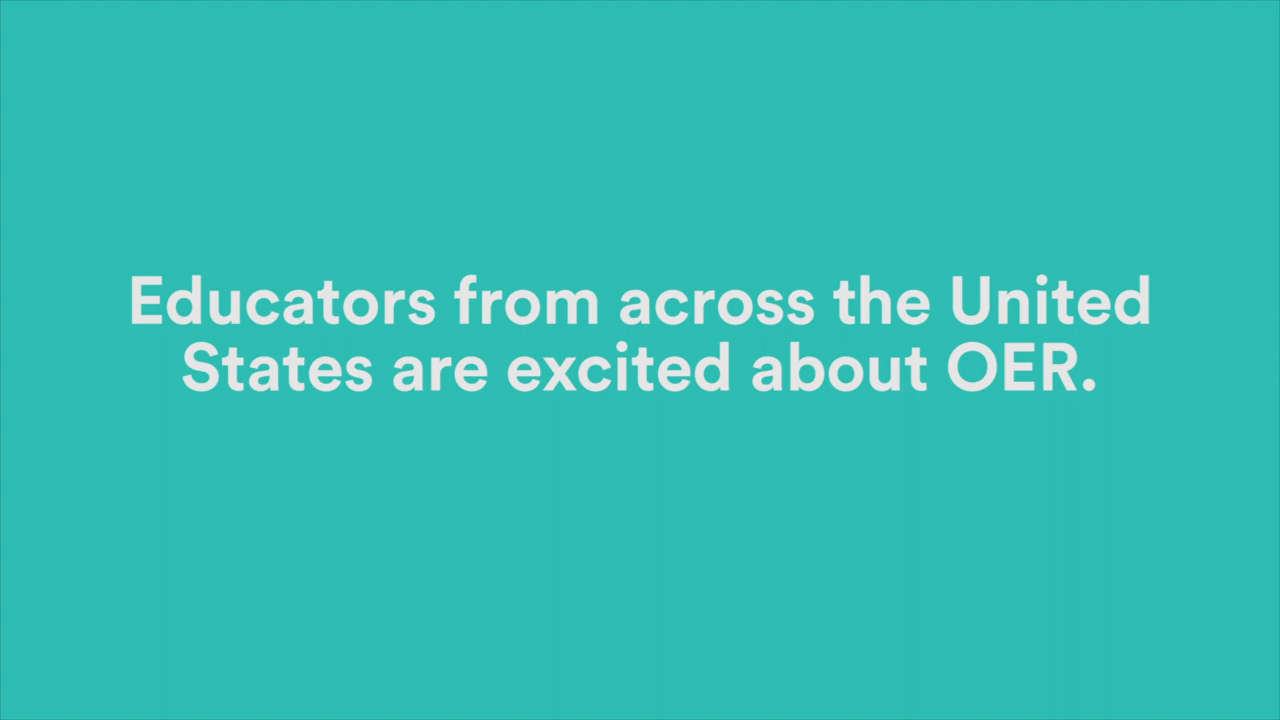 Educators from across the United
States are excited about OER.